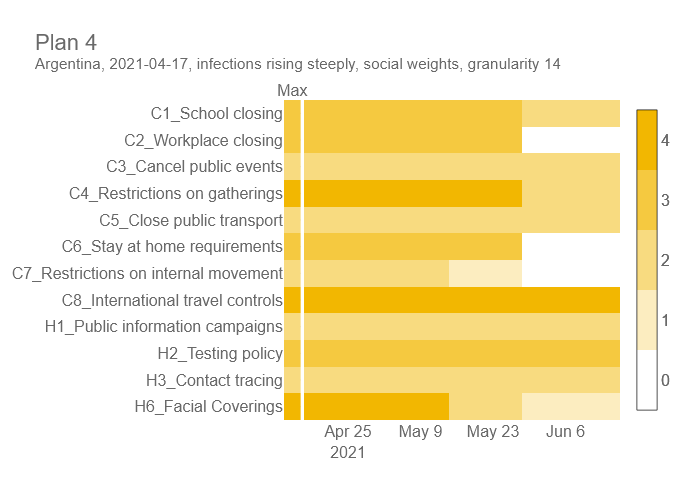 Plan 4
Argentina, 2021-04-17, infections rising steeply, social weights, granularity 14
Max
C1_School closing
C2_Workplace closing
C3_Cancel public events
C4_Restrictions on gatherings
C5_Close public transport
C6_Stay at home requirements
C7_Restrictions on internal movement
C8_International travel controls
H1_Public information campaigns
H2_Testing policy
H3_Contact tracing
H6_Facial Coverings
Apr 25 May 9 May 23 Jun 6
2021
4
3
2
1
0